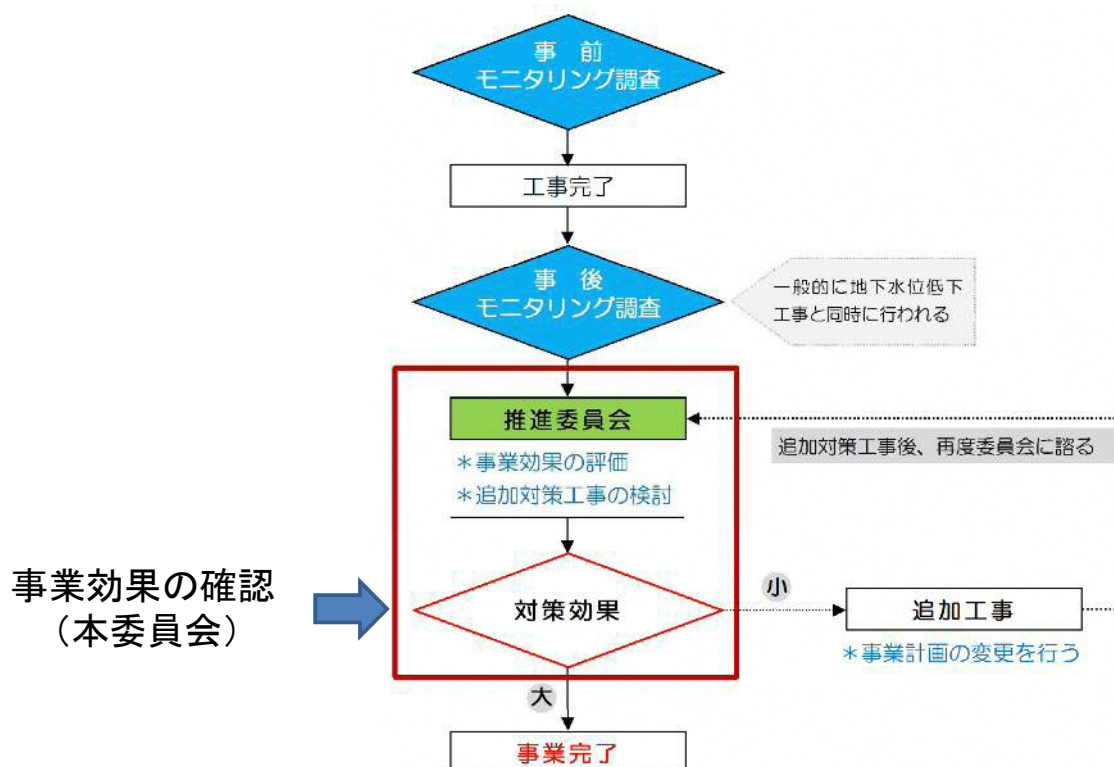 事 前
モニタリング調査
工事完了
事 後
モニタリング調査
一般的に地下水位低下
工事と同時に行われる
推進委員会
追加対策工事後、再度委員会に諮る
＊事業効果の評価
＊追加対策工事の検討
事業効果の確認
（本委員会）
対策効果
小
追加工事
＊事業計画の変更を行う
大
事業完了